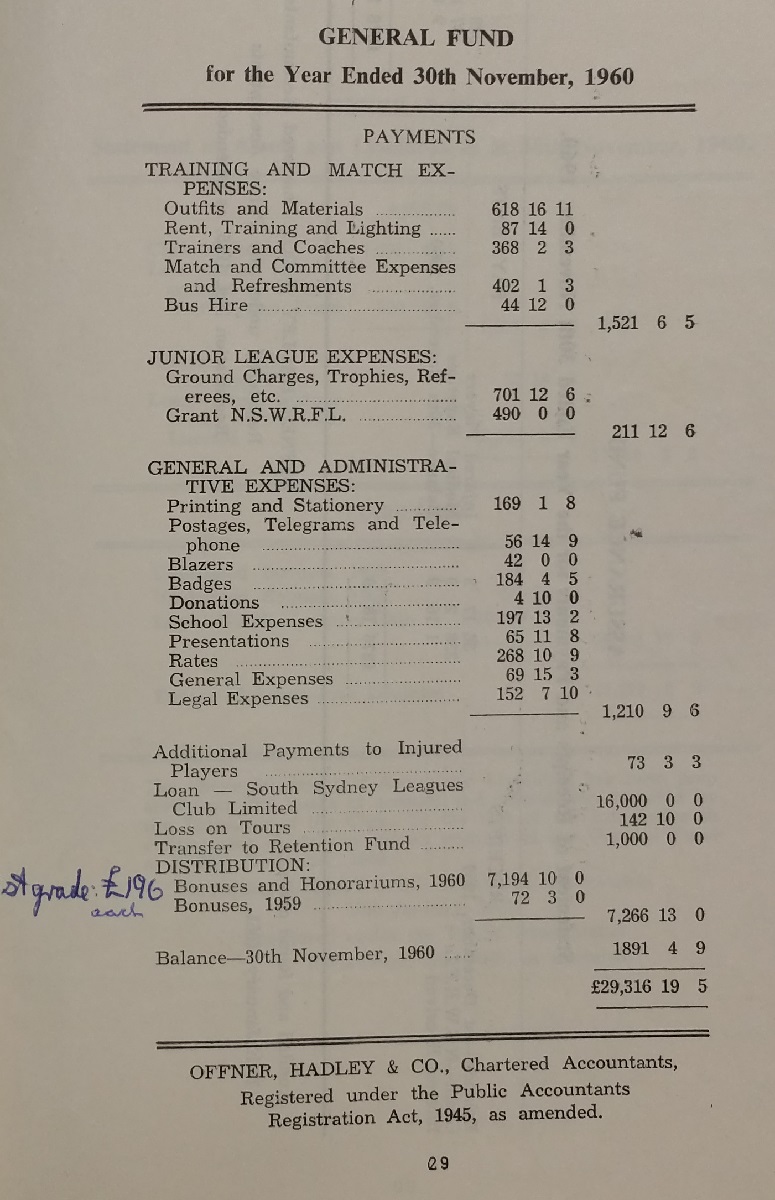 GENERAL FUND
for the Year Ended 30th November, 1960
PAYMENTS
TRAINING AND MATCH EX-
PENSES:
Outfits and Materials .................. 618 16 11
Rent, Training and Lighting ...... 87 14 0
Trainers and Coaches .................. 368 2 3
Match and Committee Expenses
and Refreshments .................. 402 1 3
Bus Hire .................. 44 12 0
1,521 6 5
JUNIOR LEAGUE EXPENSES:
Ground Charges, Trophies, Ref-
erees, etc. .................. 701 12 6
Grant N.S.W.R.F.L. .................. 490 0 0
211 12 6
GENERAL AND ADMINISTRA-
TIVE EXPENSES:
Printing and Stationery .............. 169 1 8
Postages, Telegrams and Tele-
phone .................. 56 14 9
Blazers .................. 42 0 0
Badges .................. 184 4 5
Donations .................. 4 10 0
School Expenses .................. 197 13 2
Presentations .................. 65 11 8
Rates .................. 268 10 9
General Expenses .................. 69 15 3
Legal Expenses .................. 152 7 10
1,210 9 6
Additional Payments to Injured
Players .................. 73 3 3
Loan — South Sydney Leagues
Club Limited .................. 16,000 0 0
Loss on Tours .................. 142 10 0
Transfer to Retention Fund .......... 1,000 0 0
DISTRIBUTION:
Bonuses and Honorariums, 1960 7,194 10 0
Bonuses, 1959 .................. 72 3 0
grade: £196
each
7,266 13 0
Balance—30th November, 1960 ...... 1891 4 9
£29,316 19 5
OFFNER, HADLEY & CO., Chartered Accountants,
Registered under the Public Accountants
Registration Act, 1945, as amended.
29